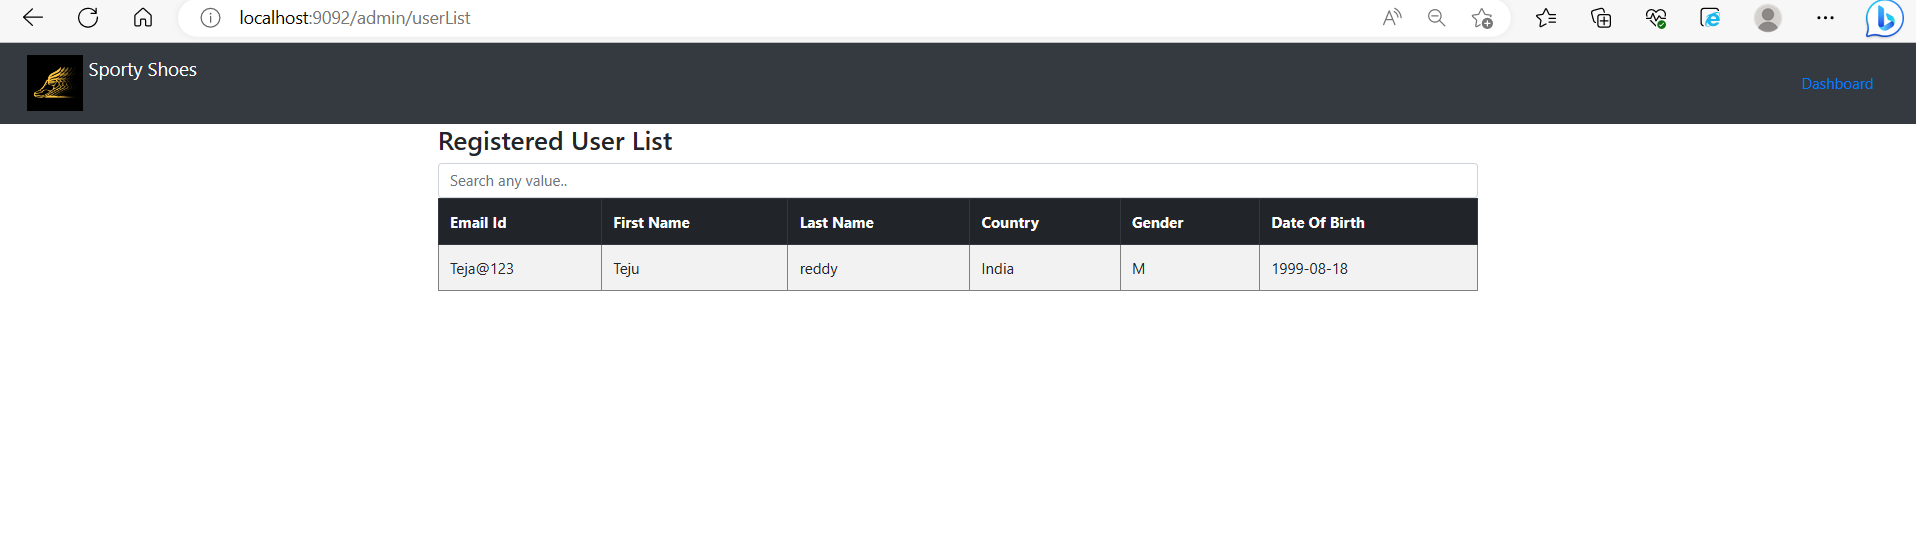 localhost:9092/admin/userList
Sporty Shoes
Dashboard
Registered User List
Search any value..
Email Id First Name Last Name Country Gender Date Of Birth
Teja@123 Teju reddy India M 1999-08-18